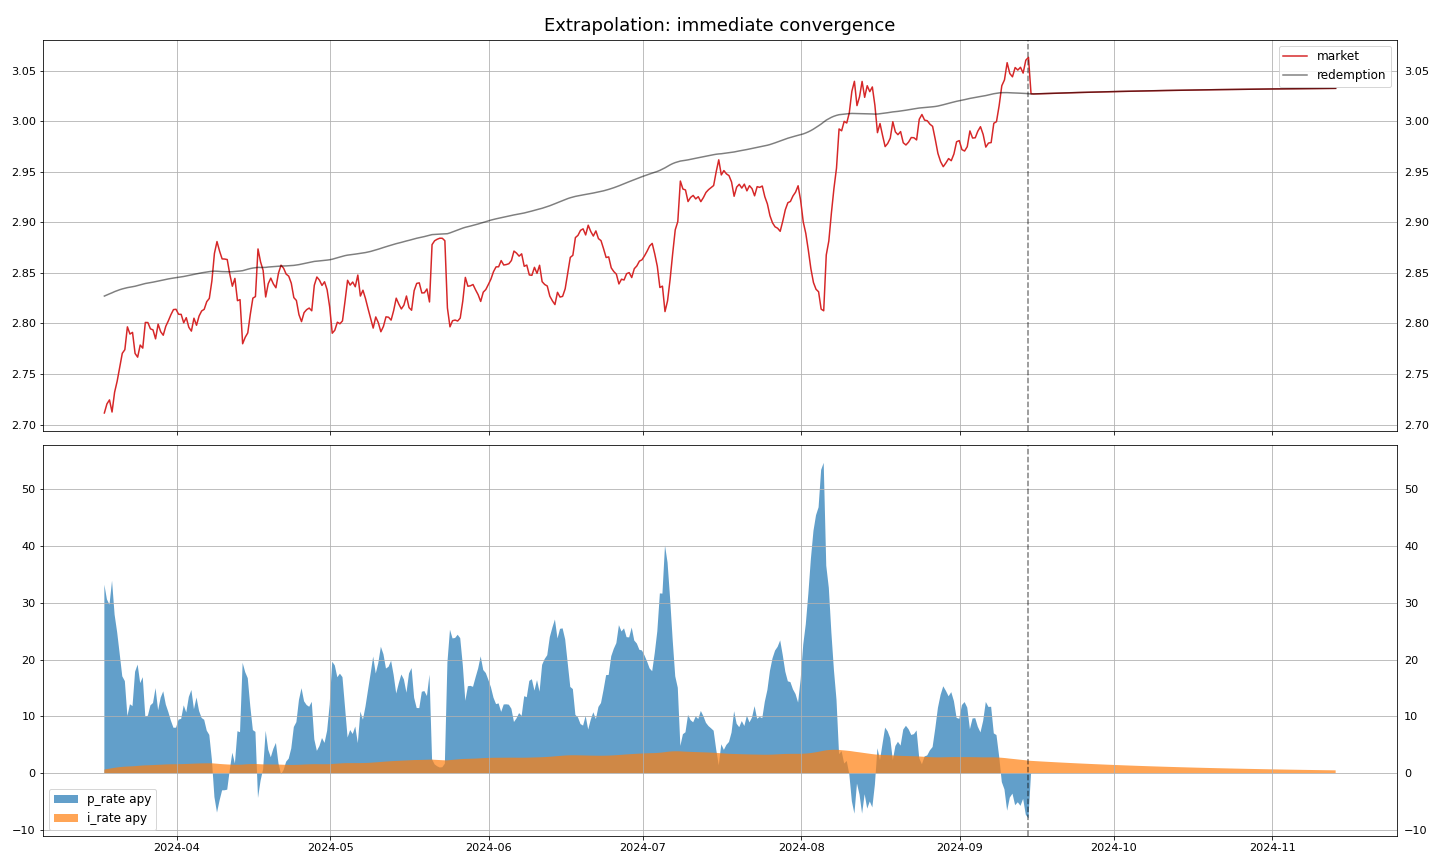 Extrapolation: immediate convergence
market
redemption
3.05 3.05
3.00 3.00
2.95 2.95
2.90 2.90
2.85 2.85
2.80 2.80
2.75 2.75
2.70 2.70
50 50
40 40
30 30
20 20
10 10
0 0
−10 −10
p_rate apy
i_rate apy
2024-04 2024-05 2024-06 2024-07 2024-08 2024-09 2024-10 2024-11